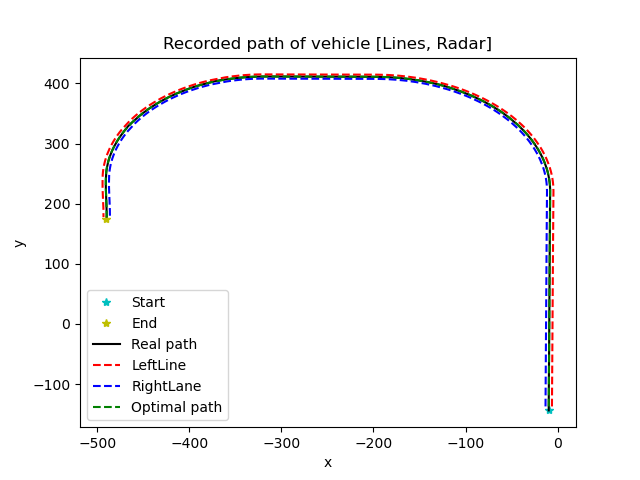 Recorded path of vehicle [Lines, Radar]
400
300
200
100
0
−100
y
Start
End
Real path
LeftLine
RightLane
Optimal path
−500
−400
−300
−200
−100
0
x